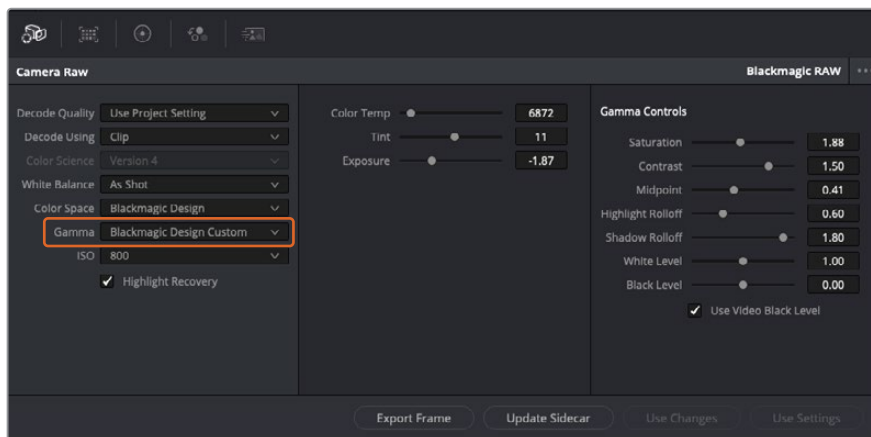 Camera Raw
Blackmagic RAW
Decode Quality Use Project Setting
Decode Using Clip
Color Science Version 4
White Balance As Shot
Color Space Blackmagic Design
Gamma Blackmagic Design Custom
ISO 800
Highlight Recovery
Color Temp 6872
Tint 11
Exposure -1.87
Gamma Controls
Saturation 1.88
Contrast 1.50
Midpoint 0.41
Highlight Rolloff 0.60
Shadow Rolloff 1.80
White Level 1.00
Black Level 0.00
Use Video Black Level
Export Frame
Update Sidecar
Use Changes
Use Settings